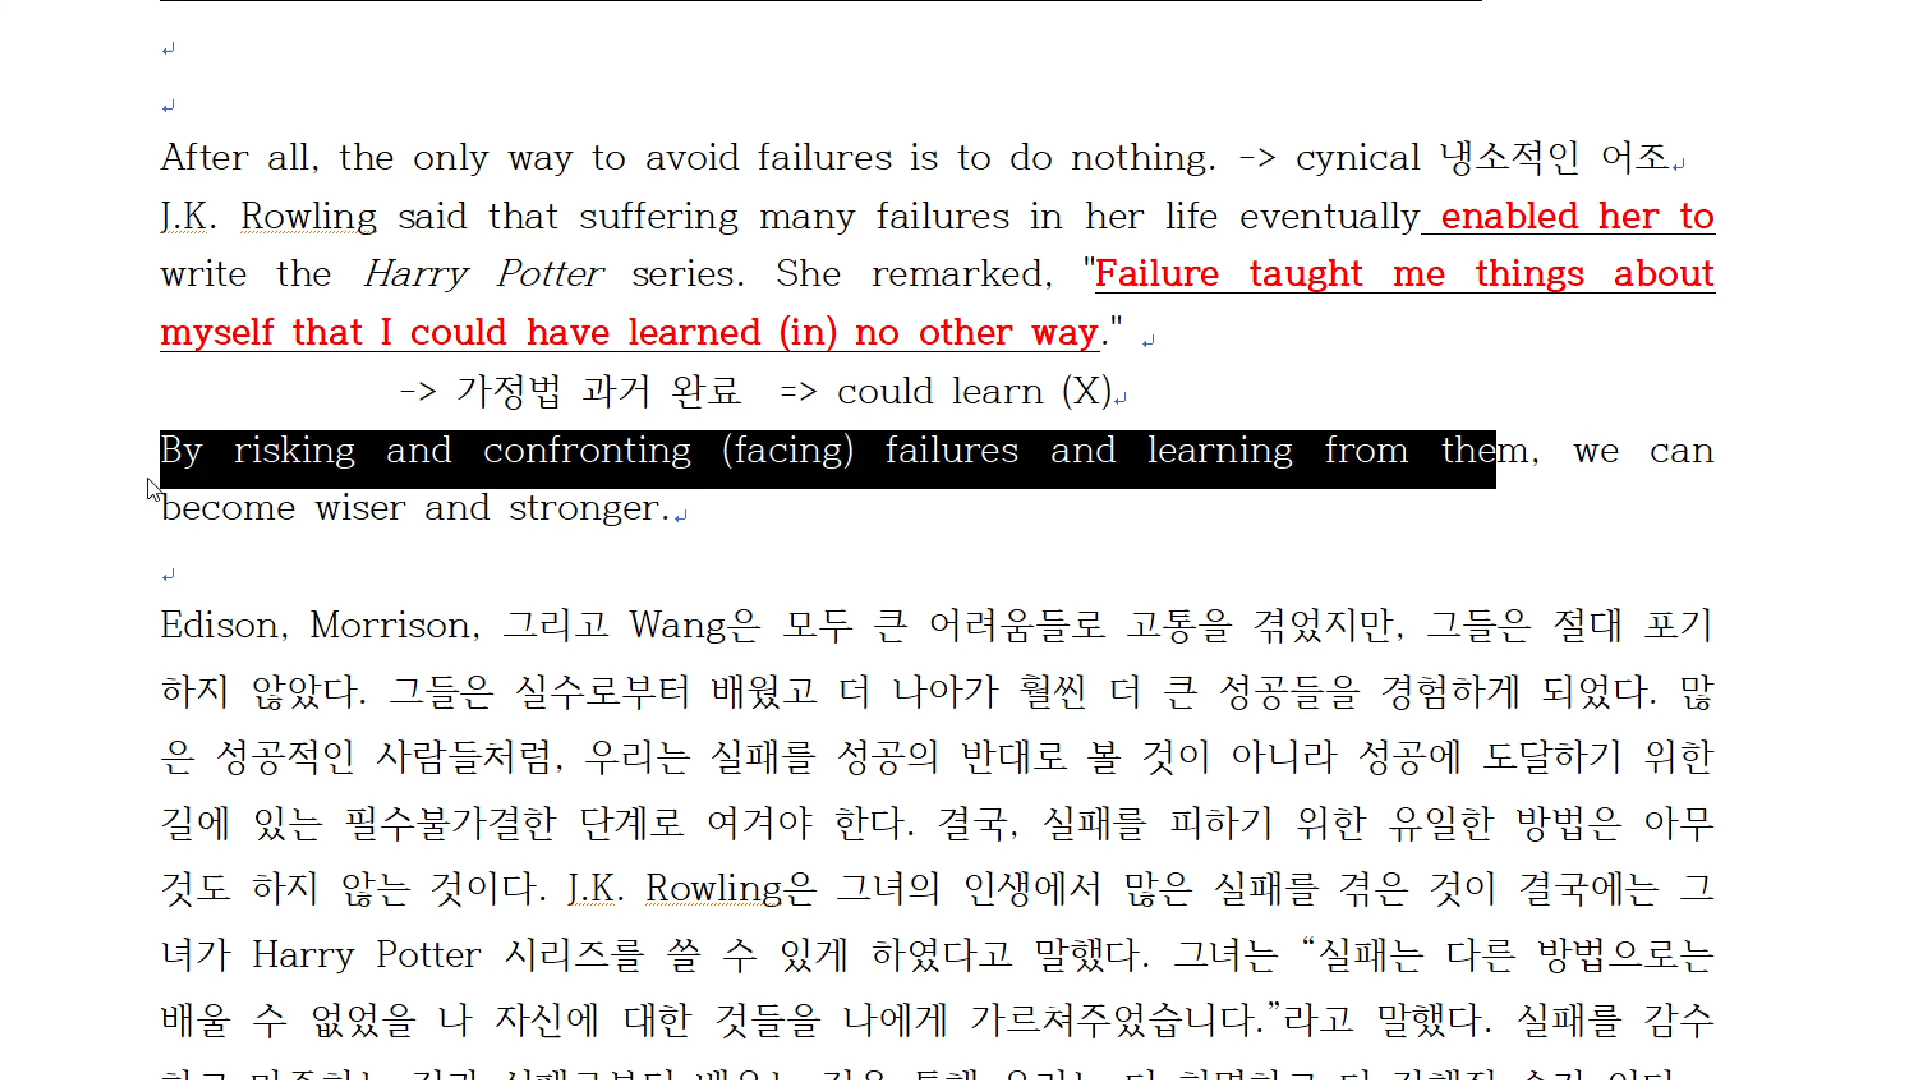 After all, the only way to avoid failures is to do nothing. -> cynical 냉소적인 어조
J.K. Rowling said that suffering many failures in her life eventually enabled her to
write the Harry Potter series. She remarked, "Failure taught me things about
myself that I could have learned (in) no other way."
-> 가정법 과거 완료 => could learn (X)
By risking and confronting (facing) failures and learning from them, we can
become wiser and stronger.
Edison, Morrison, 그리고 Wang은 모두 큰 어려움들로 고통을 겪었지만, 그들은 절대 포기
하지 않았다. 그들은 실수로부터 배웠고 더 나아가 훨씬 더 큰 성공들을 경험하게 되었다. 많
은 성공적인 사람들처럼, 우리는 실패를 성공의 반대로 볼 것이 아니라 성공에 도달하기 위한
길에 있는 필수불가결한 단계로 여겨야 한다. 결국, 실패를 피하기 위한 유일한 방법은 아무
것도 하지 않는 것이다. J.K. Rowling은 그녀의 인생에서 많은 실패를 겪은 것이 결국에는 그
녀가 Harry Potter 시리즈를 쓸 수 있게 하였다고 말했다. 그녀는 “실패는 다른 방법으로는
배울 수 없었을 나 자신에 대한 것들을 나에게 가르쳐주었습니다.”라고 말했다. 실패를 감수